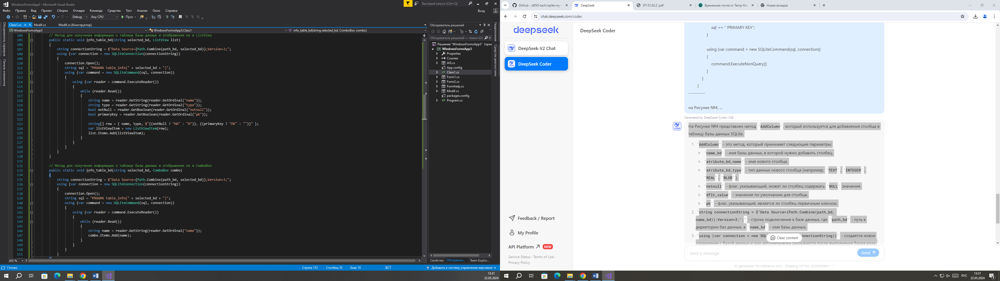 WindowsFormsApp3 - Microsoft Visual Studio
Быстрый запуск (Ctrl+Q)
Файл Правка Вид Проект Сборка Отладка Команда Средства Тест Анализ Окно Справка
Вход
Debug Any CPU Пуск
Class1.cs Modif.cs Modif.cs [Конструктор]
WindowsFormsApp3 WindowsFormsApp3.Class1 info_table_bd(string selected_bd, ComboBox combo)
Обозреватель серверов
Панель элементов
104 // Метод для получения информации о таблице базы данных и отображения ее в ListView
105 public static void info_table_bd(string selected_bd, ListView list)
106 {
107 string connectionString = $"Data Source={Path.Combine(path_bd, selected_bd)};Version=3;";
108 using (var connection = new SQLiteConnection(connectionString))
109 {
110 connection.Open();
111 string sql = "PRAGMA table_info(" + selected_bd + ")";
112 using (var command = new SQLiteCommand(sql, connection))
113 {
114 using (var reader = command.ExecuteReader())
115 {
116 while (reader.Read())
117 {
118 string name = reader.GetString(reader.GetOrdinal("name"));
119 string type = reader.GetString(reader.GetOrdinal("type"));
120 bool notNull = reader.GetBoolean(reader.GetOrdinal("notnull"));
121 bool primaryKey = reader.GetBoolean(reader.GetOrdinal("pk"));
122
123 string[] row = { name, type, $"{(notNull ? "НА" : "Н")}, {(primaryKey ? "ПК" : "")}" };
124 var listViewItem = new ListViewItem(row);
125 list.Items.Add(listViewItem);
126 }
127 }
128 }
129 }
130 }
131
132 // Метод для получения информации о таблице базы данных и отображения ее в ComboBox
133 public static void info_table_bd(string selected_bd, ComboBox combo)
134 {
135 string connectionString = $"Data Source={Path.Combine(path_bd, selected_bd)};Version=3;";
136 using (var connection = new SQLiteConnection(connectionString))
137 {
138 connection.Open();
139 string sql = "PRAGMA table_info(" + selected_bd + ")";
140 using (var command = new SQLiteCommand(sql, connection))
141 {
142 using (var reader = command.ExecuteReader())
143 {
144 while (reader.Read())
145 {
146 string name = reader.GetString(reader.GetOrdinal("name"));
147 combo.Items.Add(name);
148 }
149 }
150 }
151 }
105 %
Обозреватель решений
Обозреватель решений — поиск (Ct
Решение "WindowsFormsApp3" (прое
WindowsFormsApp3
Properties
Ссылки
AIS.cs
App.config
Class1.cs
Form1.cs
Form2.cs
Formhelp.cs
Modif.cs
packages.config
Program.cs
Свойства Обозревате... Team Explor...
Уведомления
Средства диагностики
Готово Строка 152 Столбец 10 Знак 10 ВСТ Добавить в систему управления версиями
13:31
22.05.2024
GitHub - dEN5-tech/sqlite-my-
DeepSeek
УП 01.02.2 .pdf
Временная почта от Temp-Ma
Новая вкладка
chat.deepseek.com/coder
deepseek
DeepSeek-V2 Chat
DeepSeek Coder
Feedback / Report
My Profile
API Platform NEW
Service Status · Terms of Use ·
Privacy Policy
DeepSeek Coder
sql += " PRIMARY KEY";
}
using (var command = new SQLiteCommand(sql, connection))
{
command.ExecuteNonQuery();
}
}
}
----------
на Рисунке №4, ...
Generated by DeepSeek-Coder-33B
CODE
На Рисунке №4 представлен метод `AddColumn`, который используется для добавления столбца в
таблицу базы данных SQLite.
1. `AddColumn` - это метод, который принимает следующие параметры:
`name_bd` - имя базы данных, в которой нужно добавить столбец.
`atribute_bd_name` - имя нового столбца.
`atribute_bd_type` - тип данных нового столбца (например, `TEXT`, `INTEGER`,
`REAL`, `BLOB`).
`notnull` - флаг, указывающий, может ли столбец содержать `NULL` значения.
`dflt_value` - значение по умолчанию для столбца.
`pk` - флаг, указывающий, является ли столбец первичным ключом.
2. `string connectionString = $"Data Source={Path.Combine(path_bd,
name_bd)};Version=3;";` - строка подключения к базе данных, где `path_bd` - путь к
директории баз данных, а `name_bd` - имя базы данных.
3. `using (var connection = new SQL onnectionString))` - создается новое
соединение с базой данных и оно автоматически закрывается после выполнения блока кода.
Clear context
Send a message
Send
AI-generated, for reference only · Zhejiang ICP No. 2023025841 - 1
РУС
13:31
22.05.2024